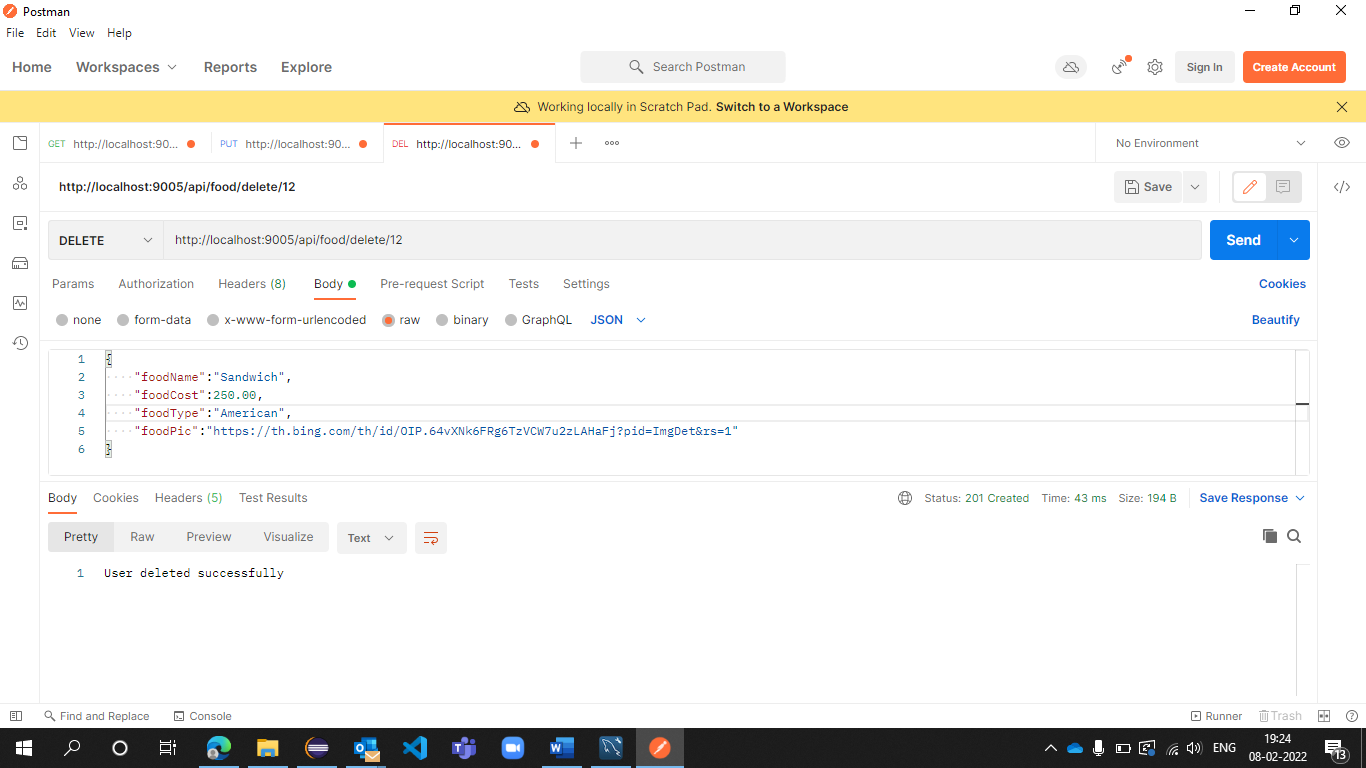 Postman
File Edit View Help
Home Workspaces Reports Explore Search Postman Sign In Create Account
Working locally in Scratch Pad. Switch to a Workspace
GET http://localhost:90... PUT http://localhost:90... DEL http://localhost:90... No Environment
http://localhost:9005/api/food/delete/12 Save
DELETE http://localhost:9005/api/food/delete/12 Send
Params Authorization Headers (8) Body Pre-request Script Tests Settings Cookies
none form-data x-www-form-urlencoded raw binary GraphQL JSON Beautify
1 {
2 "foodName":"Sandwich",
3 "foodCost":250.00,
4 "foodType":"American",
5 "foodPic":"https://th.bing.com/th/id/OIP.64vXNk6FRg6TzVCW7u2zLAHaFj?pid=ImgDet&rs=1"
6 }
Body Cookies Headers (5) Test Results Status: 201 Created Time: 43 ms Size: 194 B Save Response
Pretty Raw Preview Visualize Text
1 User deleted successfully
Find and Replace Console Runner Trash
ENG 19:24
08-02-2022 13